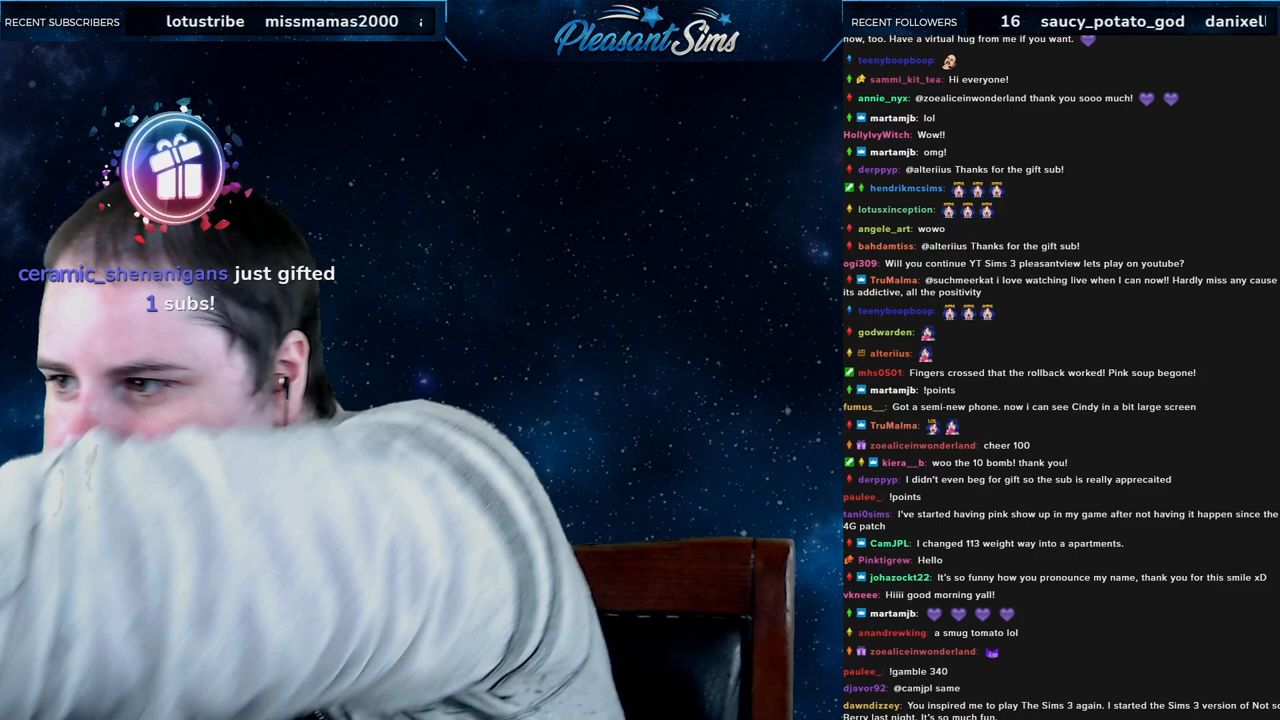 RECENT SUBSCRIBERS lotustribe missmamas2000
PleasantSims
RECENT FOLLOWERS 16 saucy_potato_god danixel
ceramic_shenanigans just gifted
1 subs!
now, too. Have a virtual hug from me if you want.
teenyboopboop:
sammi_kit_tea: Hi everyone!
annie_nyx: @zoealiceinwonderland thank you sooo much!
martamjb: lol
HollyIvyWitch: Wow!!
martamjb: omg!
derppyp: @alteriius Thanks for the gift sub!
hendrikmcsims:
lotusxinception:
angele_art: wowo
bahdamtiss: @alteriius Thanks for the gift sub!
ogi309: Will you continue YT Sims 3 pleasantview lets play on youtube?
TruMalma: @suchmeerkat i love watching live when I can now!! Hardly miss any cause
its addictive, all the positivity
teenyboopboop:
godwarden:
alteriius:
mhs0501: Fingers crossed that the rollback worked! Pink soup begone!
martamjb: !points
fumus__: Got a semi-new phone. now i can see Cindy in a bit large screen
TruMalma:
zoealiceinwonderland: cheer 100
kiera__b: woo the 10 bomb! thank you!
derppyp: I didn't even beg for gift so the sub is really apprecaited
paulee_: !points
tani0sims: I've started having pink show up in my game after not having it happen since the
4G patch
CamJPL: I changed 113 weight way into a apartments.
Pinktigrew: Hello
johazockt22: It's so funny how you pronounce my name, thank you for this smile xD
vkneee: Hiiii good morning yall!
martamjb:
anandrewking: a smug tomato lol
zoealiceinwonderland:
paulee_: !gamble 340
djavor92: @camjpl same
dawndizzey: You inspired me to play The Sims 3 again. I started the Sims 3 version of Not so
Berry last night. It's so much fun.